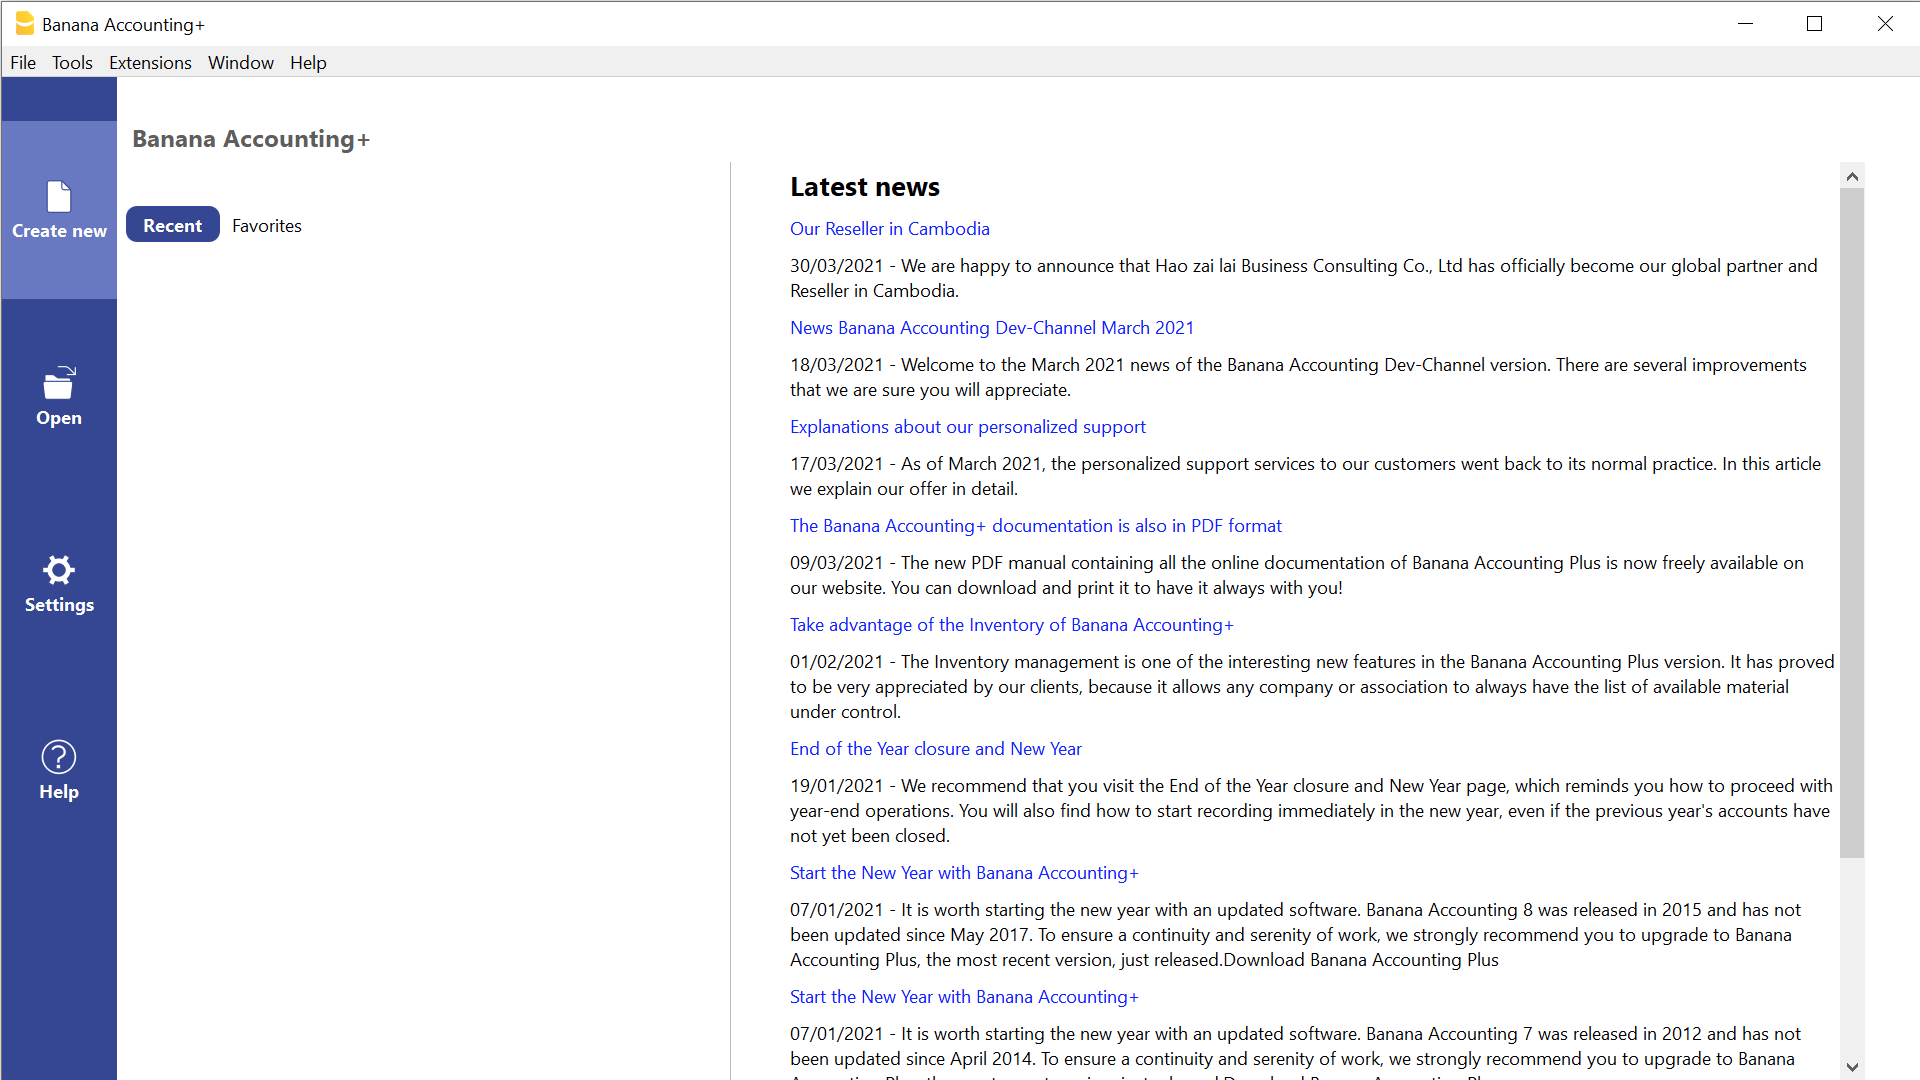 Banana Accounting+
File Tools Extensions Window Help
Banana Accounting+
Create new
Open
Settings
Help
Recent Favorites
Latest news
Our Reseller in Cambodia
30/03/2021 - We are happy to announce that Hao zai lai Business Consulting Co., Ltd has officially become our global partner and
Reseller in Cambodia.
News Banana Accounting Dev-Channel March 2021
18/03/2021 - Welcome to the March 2021 news of the Banana Accounting Dev-Channel version. There are several improvements
that we are sure you will appreciate.
Explanations about our personalized support
17/03/2021 - As of March 2021, the personalized support services to our customers went back to its normal practice. In this article
we explain our offer in detail.
The Banana Accounting+ documentation is also in PDF format
09/03/2021 - The new PDF manual containing all the online documentation of Banana Accounting Plus is now freely available on
our website. You can download and print it to have it always with you!
Take advantage of the Inventory of Banana Accounting+
01/02/2021 - The Inventory management is one of the interesting new features in the Banana Accounting Plus version. It has proved
to be very appreciated by our clients, because it allows any company or association to always have the list of available material
under control.
End of the Year closure and New Year
19/01/2021 - We recommend that you visit the End of the Year closure and New Year page, which reminds you how to proceed with
year-end operations. You will also find how to start recording immediately in the new year, even if the previous year's accounts have
not yet been closed.
Start the New Year with Banana Accounting+
07/01/2021 - It is worth starting the new year with an updated software. Banana Accounting 8 was released in 2015 and has not
been updated since May 2017. To ensure a continuity and serenity of work, we strongly recommend you to upgrade to Banana
Accounting Plus, the most recent version, just released.Download Banana Accounting Plus
Start the New Year with Banana Accounting+
07/01/2021 - It is worth starting the new year with an updated software. Banana Accounting 7 was released in 2012 and has not
been updated since April 2014. To ensure a continuity and serenity of work, we strongly recommend you to upgrade to Banana